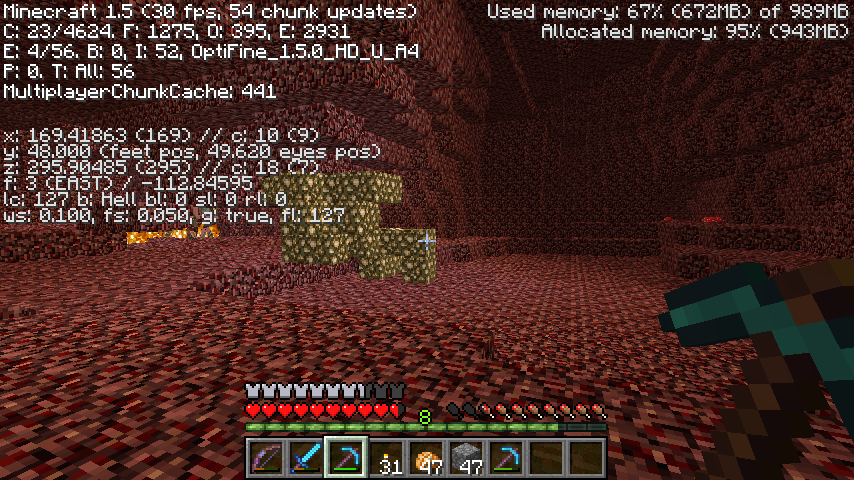 Minecraft 1.5 (30 fps, 54 chunk updates)
Used memory: 67% (672MB) of 989MB
C: 23/4624. F: 1275, O: 395, E: 2931
Allocated memory: 95% (943MB)
E: 4/56. B: 0, I: 52, OptiFine_1.5.0_HD_U_A4
P: 0. T: All: 56
MultiplayerChunkCache: 441
x: 169.41863 (169) // c: 10 (9)
y: 48.000 (feet pos, 49.620 eyes pos)
z: 295.90485 (295) // c: 18 (7)
f: 3 (EAST) / -112.84595
lc: 127 b: Hell bl: 0 sl: 0 rl: 0
ws: 0.100, fs: 0.050, g: true, fl: 127
8
31 47 47